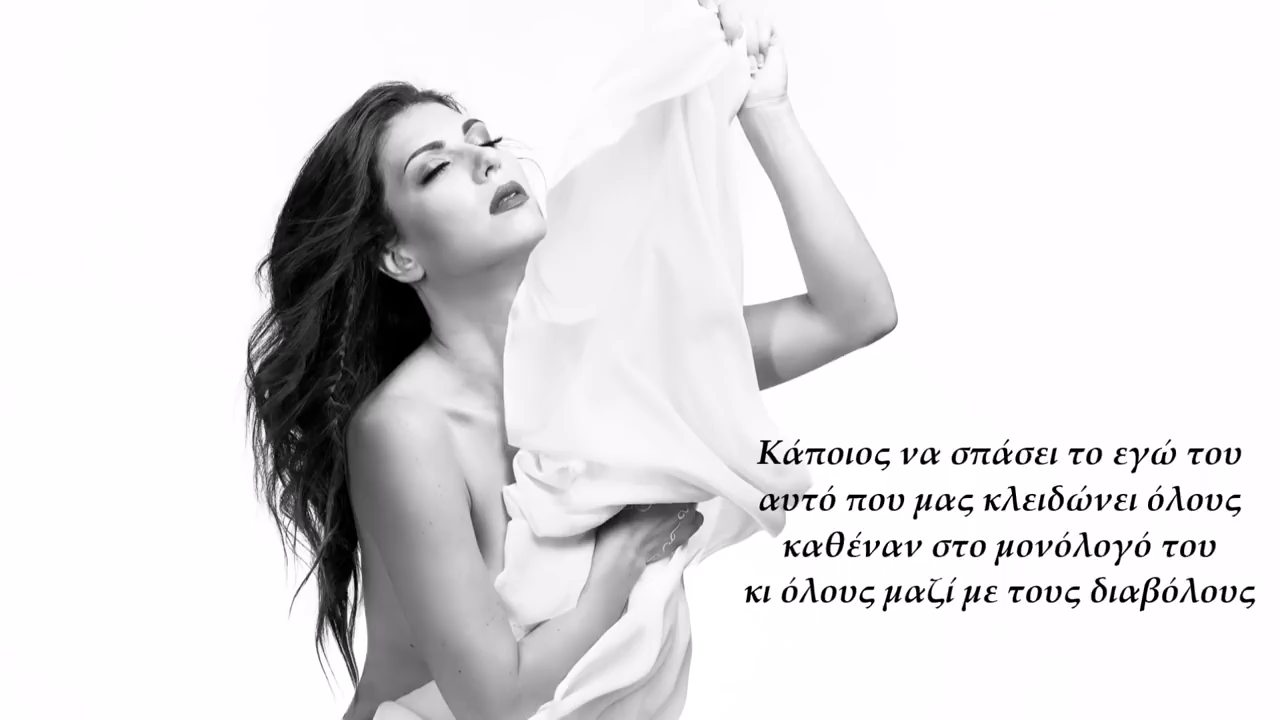 Κάποιος να σπάσει το εγώ του
αυτό που μας κλειδώνει όλους
καθέναν στο μονόλογό του
κι όλους μαζί με τους διαβόλους